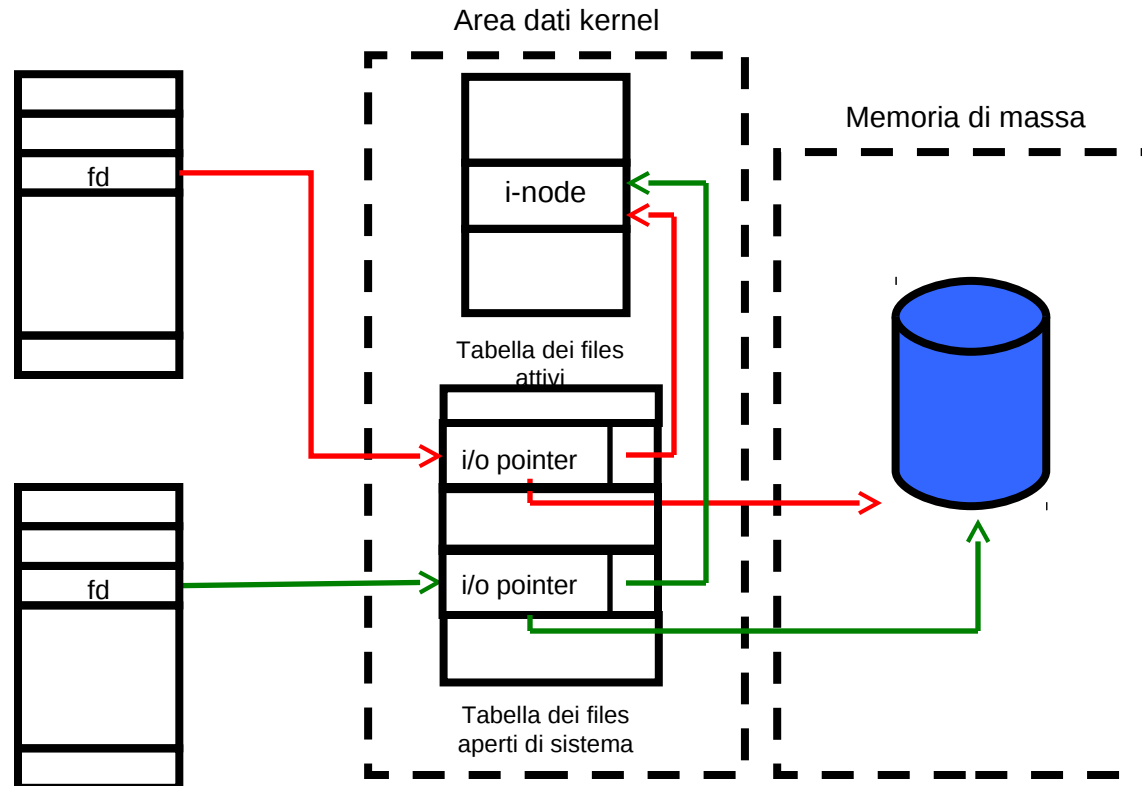 Area dati kernel
Memoria di massa
fd
i-node
Tabella dei files
attivi
i/o pointer
fd
i/o pointer
Tabella dei files
aperti di sistema